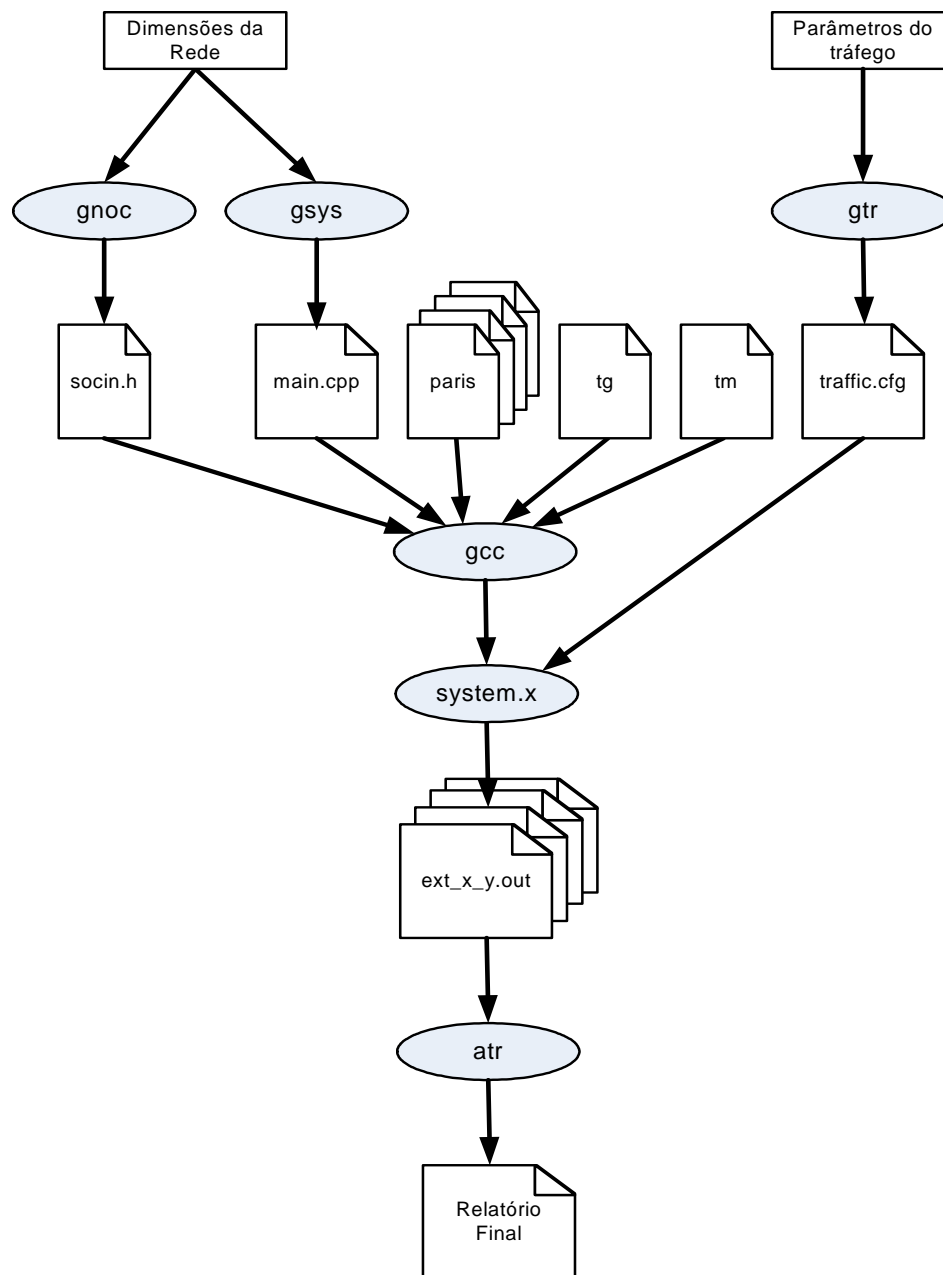 Dimensões da
Rede
Parâmetros do
tráfego
gnoc
gsys
gtr
socin.h
main.cpp
paris
tg
tm
traffic.cfg
gcc
system.x
ext_x_y.out
atr
Relatório
Final